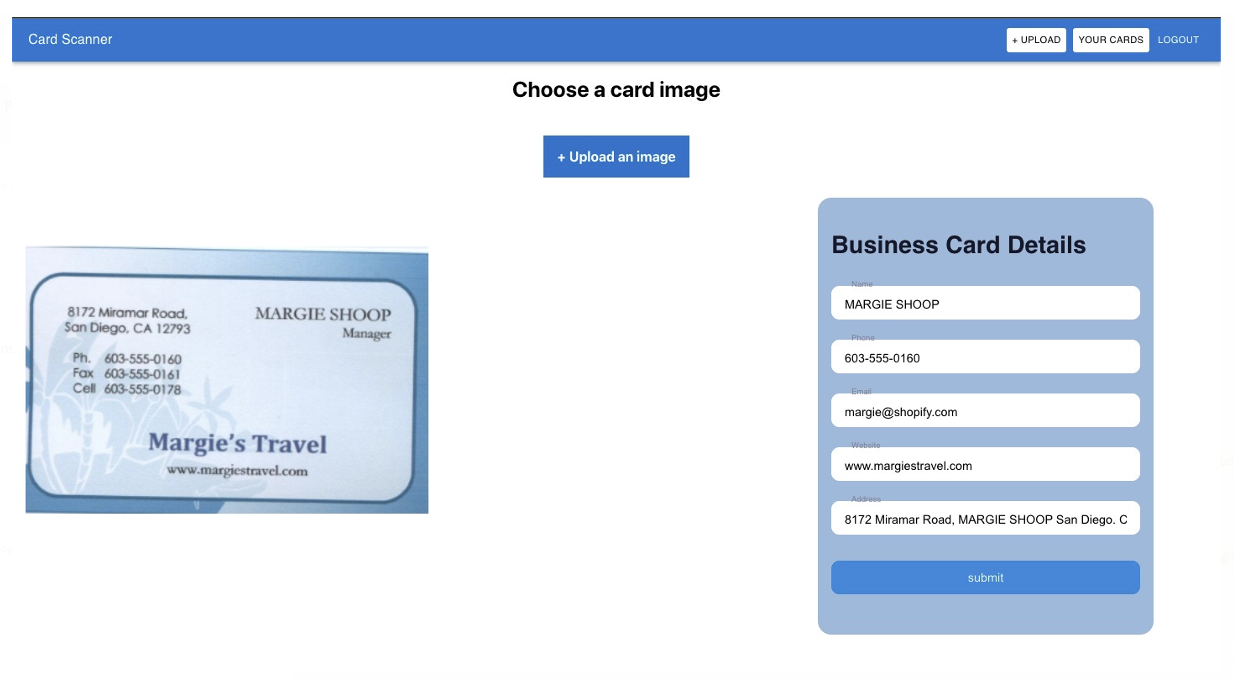 Card Scanner
+ UPLOAD
YOUR CARDS
LOGOUT
Choose a card image
+ Upload an image
8172 Miramar Road,
San Diego, CA 12793
MARGIE SHOOP
Manager
Ph. 603-555-0160
Fax 603-555-0161
Cell 603-555-0178
Margie's Travel
www.margiestravel.com
Business Card Details
Name
MARGIE SHOOP
Phone
603-555-0160
Email
margie@shopify.com
Website
www.margiestravel.com
Address
8172 Miramar Road, MARGIE SHOOP San Diego. C
submit